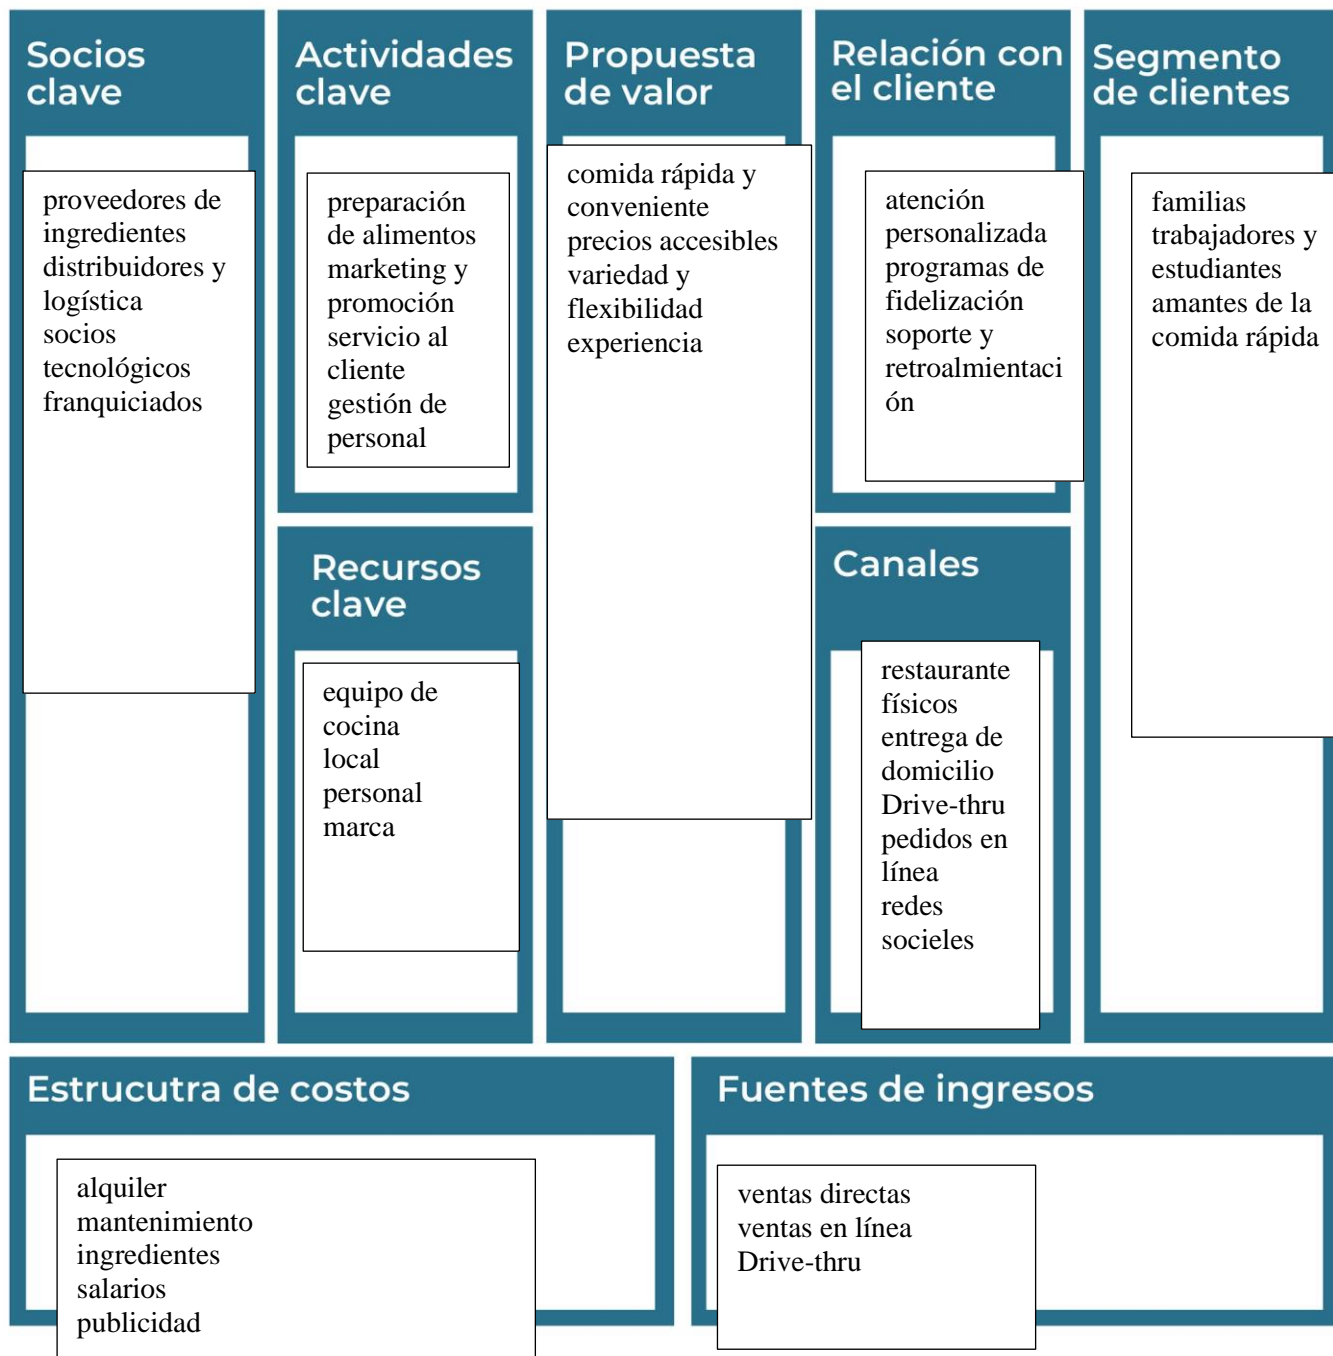 Socios
clave
proveedores de
ingredientes
distribuidores y
logística
socios
tecnológicos
franquiciados
Actividades
clave
preparación
de alimentos
marketing y
promoción
servicio al
cliente
gestión de
personal
Recursos
clave
equipo de
cocina
local
personal
marca
Propuesta
de valor
comida rápida y
conveniente
precios accesibles
variedad y
flexibilidad
experiencia
Relación con
el cliente
atención
personalizada
programas de
fidelización
soporte y
retroalmientaci
ón
Canales
restaurante
físicos
entrega de
domicilio
Drive-thru
pedidos en
línea
redes
socieles
Segmento
de clientes
familias
trabajadores y
estudiantes
amantes de la
comida rápida
Estrucutra de costos
alquiler
mantenimiento
ingredientes
salarios
publicidad
Fuentes de ingresos
ventas directas
ventas en línea
Drive-thru